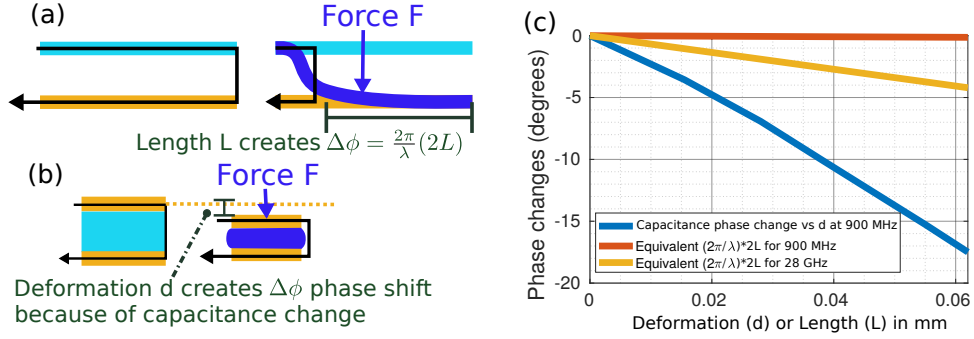 (a)
Force F
Length L creates Δϕ = 2π/λ (2L)
(b)
Force F
Deformation d creates Δϕ phase shift
because of capacitance change
(c)
Phase changes (degrees)
0
-5
-10
-15
-20
Capacitance phase change vs d at 900 MHz
Equivalent (2π/λ)*2L for 900 MHz
Equivalent (2π/λ)*2L for 28 GHz
0
0.02
0.04
0.06
Deformation (d) or Length (L) in mm